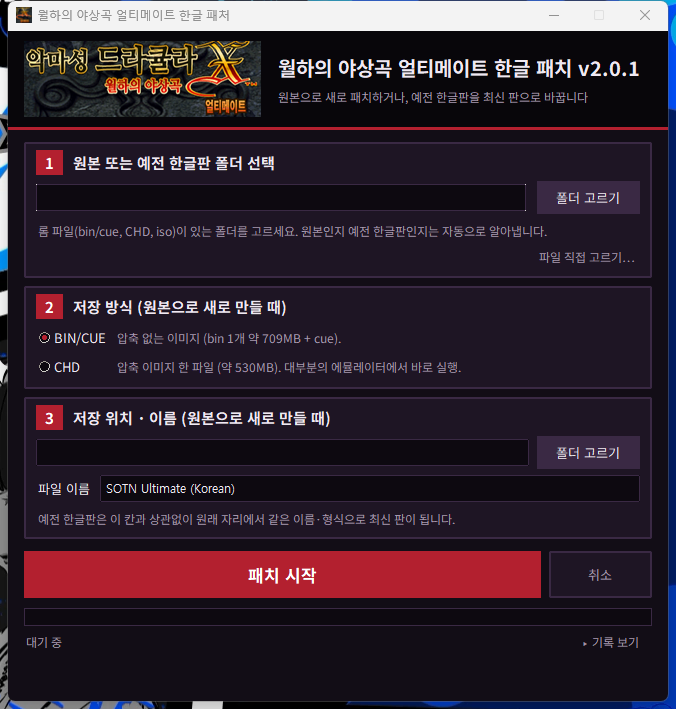 월하의 야상곡 얼티메이트 한글 패처
악마성 드라큘라 X
월하의 야상곡
얼티메이트
월하의 야상곡 얼티메이트 한글 패치 v2.0.1
원본으로 새로 패치하거나, 예전 한글판을 최신 판으로 바꿉니다
1 원본 또는 예전 한글판 폴더 선택
폴더 고르기
롬 파일(bin/cue, CHD, iso)이 있는 폴더를 고르세요. 원본인지 예전 한글판인지는 자동으로 알아냅니다.
파일 직접 고르기...
2 저장 방식 (원본으로 새로 만들 때)
BIN/CUE 압축 없는 이미지 (bin 1개 약 709MB + cue).
CHD 압축 이미지 한 파일 (약 530MB). 대부분의 에뮬레이터에서 바로 실행.
3 저장 위치 · 이름 (원본으로 새로 만들 때)
폴더 고르기
파일 이름 SOTN Ultimate (Korean)
예전 한글판은 이 칸과 상관없이 원래 자리에서 같은 이름·형식으로 최신 판이 됩니다.
패치 시작 취소
대기 중 ▸ 기록 보기